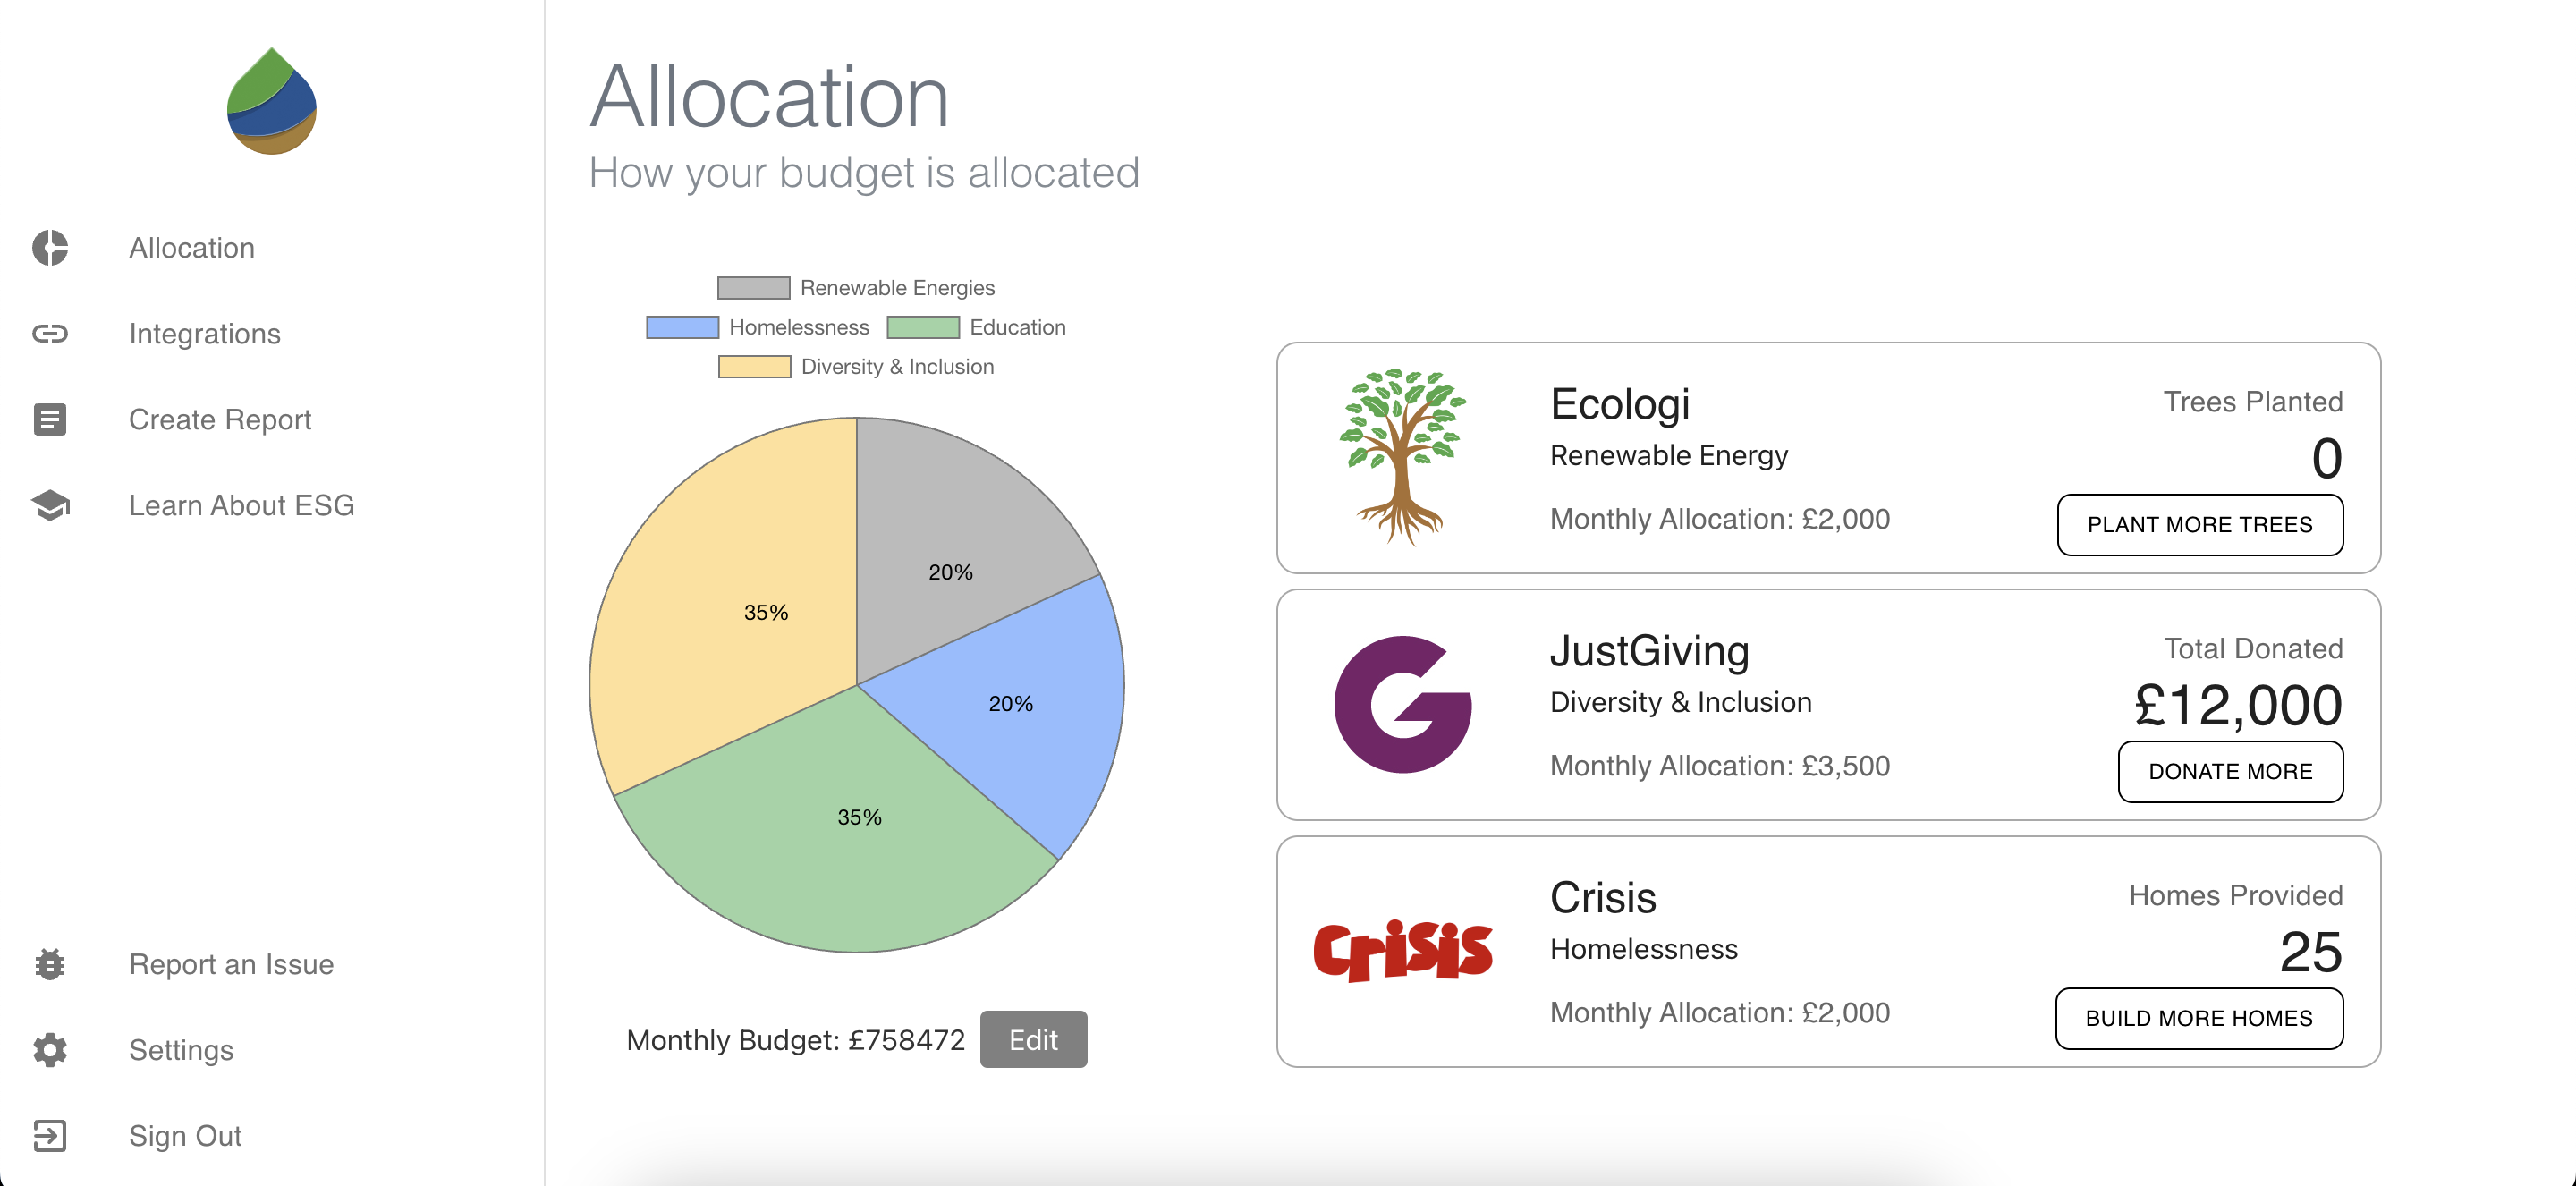 Allocation
How your budget is allocated
Allocation
Integrations
Create Report
Learn About ESG
Report an Issue
Settings
Sign Out
Renewable Energies
Homelessness Education
Diversity & Inclusion
20%
35%
20%
35%
Monthly Budget: £758472 Edit
Ecologi
Renewable Energy
Monthly Allocation: £2,000
Trees Planted
0
PLANT MORE TREES
JustGiving
Diversity & Inclusion
Monthly Allocation: £3,500
Total Donated
£12,000
DONATE MORE
Crisis
Crisis
Homelessness
Monthly Allocation: £2,000
Homes Provided
25
BUILD MORE HOMES